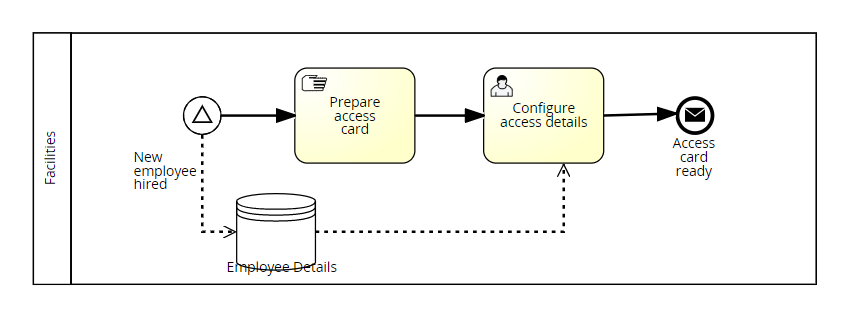 Facilities
New
employee
hired
Prepare
access
card
Configure
access details
Access
card
ready
Employee Details